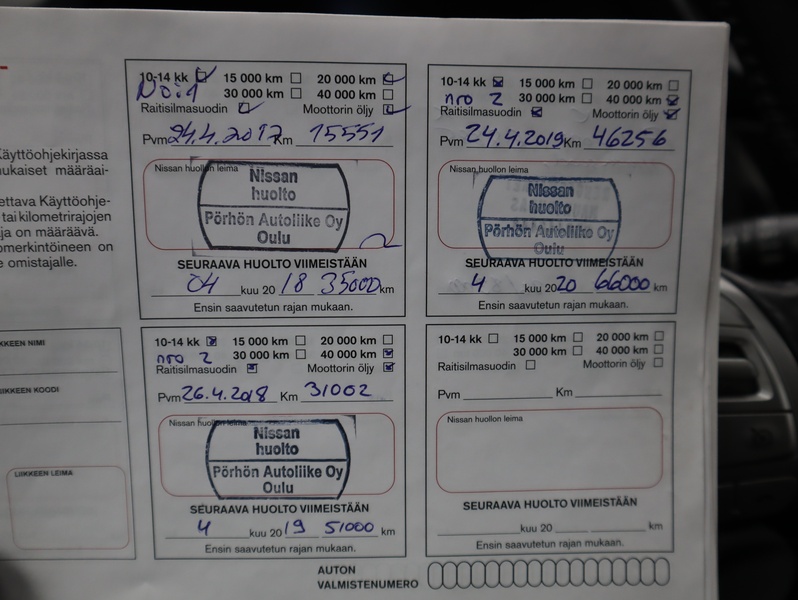 Käyttöohjekirjassa
mukaiset määräai-
ettava Käyttöohje-
tai kilometrirajojen
ja on määräävä.
omerkintöineen on
e omistajalle.
KKEEN NIMI
IIKKEEN KOODI
LIIKKEEN LEIMA
10-14 kk 15 000 km 20 000 km
No:1 30 000 km 40 000 km
Raitisilmasuodin Moottorin öljy
Pvm 24.4.2017 Km 15551
Nissan huollon leima
Nissan
huolto
Pörhön Autoliike Oy
Oulu
SEURAAVA HUOLTO VIIMEISTÄÄN
04 kuu 20 18 35000 km
Ensin saavutetun rajan mukaan.
10-14 kk 15 000 km 20 000 km
nro 2 30 000 km 40 000 km
Raitisilmasuodin Moottorin öljy
Pvm 24.4.2019 Km 46256
Nissan huollon leima
Nissan
huolto
Pörhön Autoliike Oy
Oulu
SEURAAVA HUOLTO VIIMEISTÄÄN
4 kuu 2020 66000 km
Ensin saavutetun rajan mukaan.
10-14 kk 15 000 km 20 000 km
nro 2 30 000 km 40 000 km
Raitisilmasuodin Moottorin öljy
Pvm 26.4.2018 Km 31002
Nissan huollon leima
Nissan
huolto
Pörhön Autoliike Oy
Oulu
SEURAAVA HUOLTO VIIMEISTÄÄN
4 kuu 20 19 51000 km
Ensin saavutetun rajan mukaan.
10-14 kk 15 000 km 20 000 km
30 000 km 40 000 km
Raitisilmasuodin Moottorin öljy
Pvm Km
Nissan huollon leima
SEURAAVA HUOLTO VIIMEISTÄÄN
kuu 20 km
Ensin saavutetun rajan mukaan.
AUTON
VALMISTENUMERO